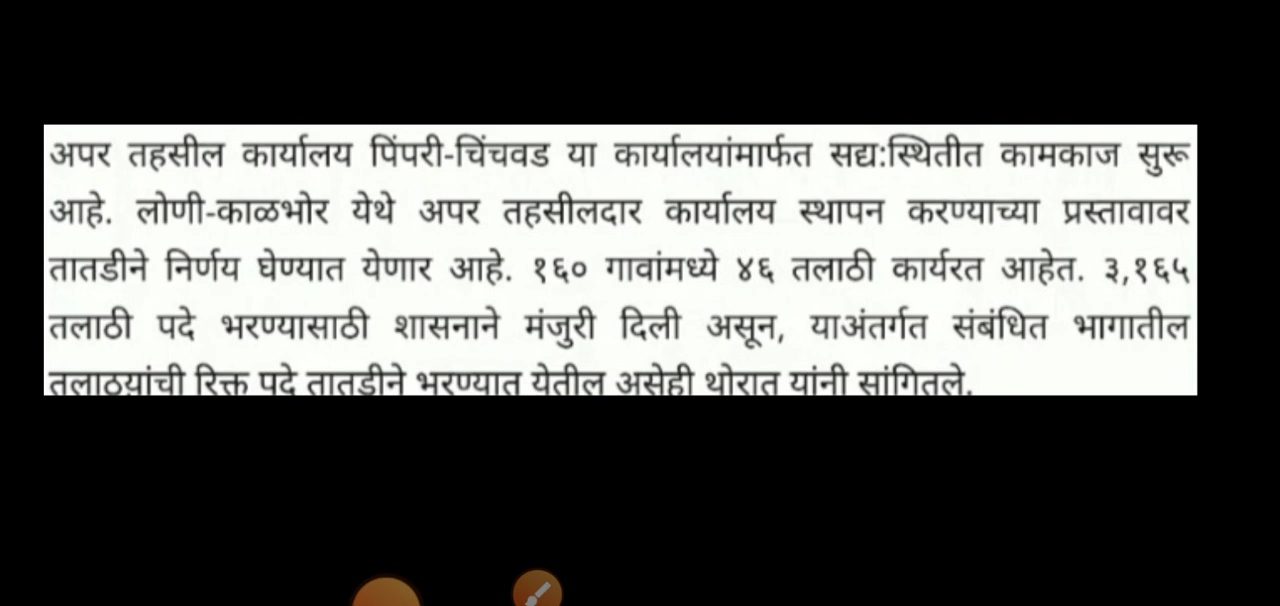 अपर तहसील कार्यालय पिंपरी-चिंचवड या कार्यालयांमार्फत सद्य:स्थितीत कामकाज सुरू
आहे. लोणी-काळभोर येथे अपर तहसीलदार कार्यालय स्थापन करण्याच्या प्रस्तावावर
तातडीने निर्णय घेण्यात येणार आहे. १६० गावांमध्ये ४६ तलाठी कार्यरत आहेत. ३,१६५
तलाठी पदे भरण्यासाठी शासनाने मंजुरी दिली असून, याअंतर्गत संबंधित भागातील
तलाठय़ांची रिक्त पदे तातडीने भरण्यात येतील असेही थोरात यांनी सांगितले.